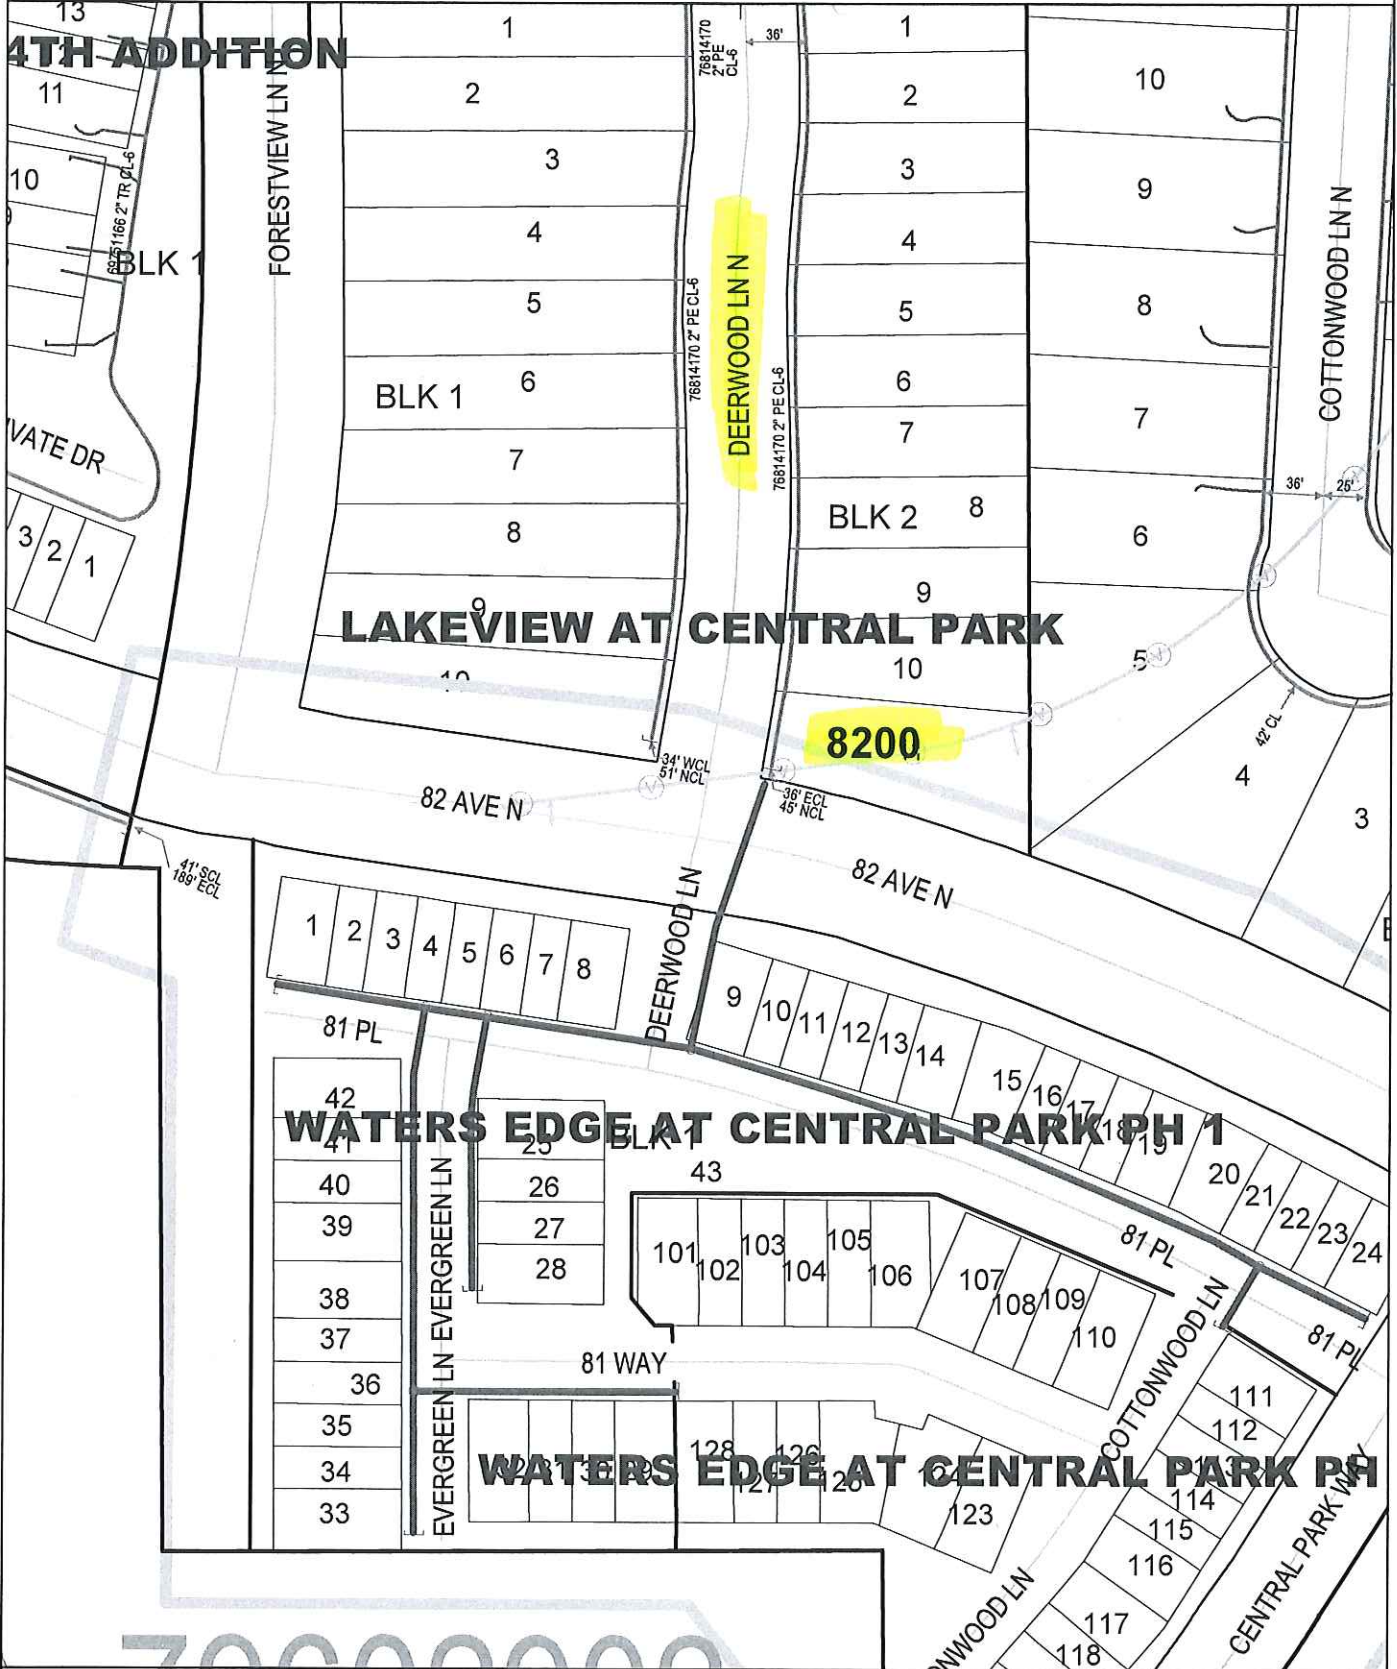 13
4TH ADDITION
11
10
69751166 2" TR CL-6
BLK 1
FORESTVIEW LN N
1
2
3
4
5
BLK 1
6
7
8
9
10
76814170
2" PE
CL-6
36'
76814170 2" PE CL-6
DEERWOOD LN N
76814170 2" PE CL-6
1
2
3
4
5
6
7
BLK 2
8
9
10
10
9
8
7
6
5
4
3
COTTONWOOD LN N
36'
25'
42' CL
3
2
1
LAKEVIEW AT CENTRAL PARK
8200
34' WCL
51' NCL
36' ECL
45' NCL
82 AVE N
82 AVE N
41' SCL
189' ECL
DEERWOOD LN
1
2
3
4
5
6
7
8
9
10
11
12
13
14
15
16
17
18
19
20
21
22
23
24
81 PL
42
WATERS EDGE AT CENTRAL PARK PH 1
BLK 1
41
25
43
40
26
39
27
28
38
37
36
35
34
33
EVERGREEN LN
EVERGREEN LN
EVERGREEN LN
101
102
103
104
105
106
107
108
109
110
81 PL
81 PL
81 WAY
COTTONWOOD LN
111
112
WATERS EDGE AT CENTRAL PARK PH
128
127
126
123
114
115
116
117
118
CENTRAL PARK WAY